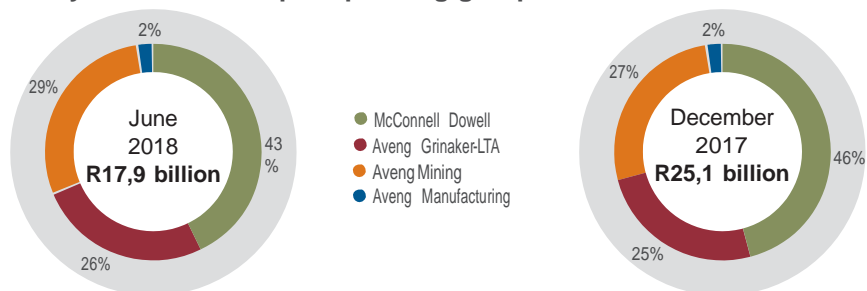 2%
29%
June
2018
R17,9 billion
43
%
26%
McConnell Dowell
Aveng Grinaker-LTA
Aveng Mining
Aveng Manufacturing
2%
27%
December
2017
R25,1 billion
46%
25%